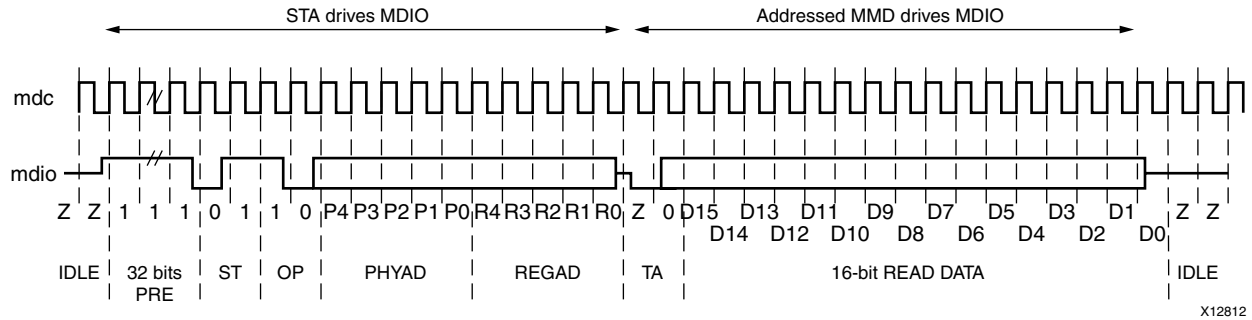 STA drives MDIO Addressed MMD drives MDIO
mdc
mdio
Z Z 1 1 1 0 1 1 0 P4 P3 P2 P1 P0 R4 R3 R2 R1 R0 Z 0 D15 D13 D11 D9 D7 D5 D3 D1 Z Z
D14 D12 D10 D8 D6 D4 D2 D0
IDLE 32 bits ST OP PHYAD REGAD TA 16-bit READ DATA IDLE
PRE
X12812